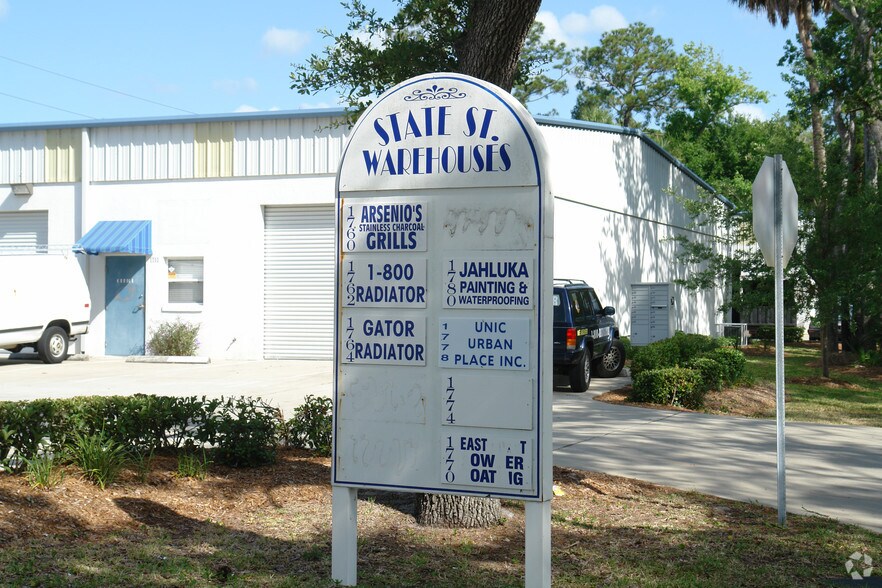 STATE ST.
WAREHOUSES
1760
ARSENIO'S
STAINLESS CHARCOAL
GRILLS
1762
1-800
RADIATOR
1780
JAHLUKA
PAINTING &
WATERPROOFING
1764
GATOR
RADIATOR
1778
UNIC
URBAN
PLACE INC.
1774
1770
EAST T
OW ER
OAT IG